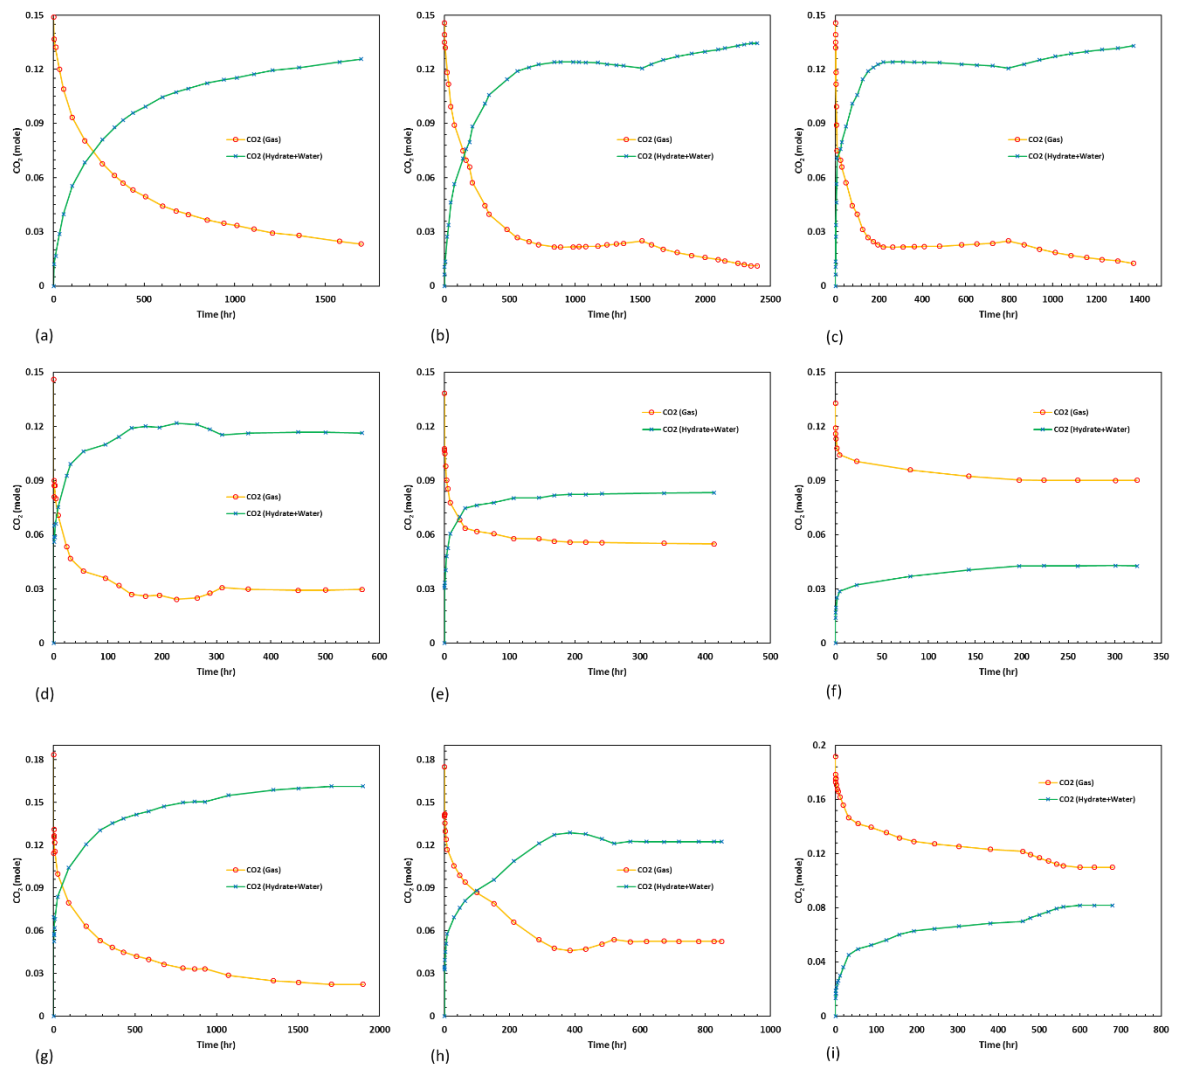 0.15
0.12
0.09
0.06
0.03
0
CO2 (mole)
CO2 (Gas)
CO2 (Hydrate+Water)
0 500 1000 1500
Time (hr)
(a)
0.15
0.12
0.09
0.06
0.03
0
CO2 (Gas)
CO2 (Hydrate+Water)
0 400 800 1200 1600 2000 2400
Time (hr)
(b)
0.15
0.12
0.09
0.06
0.03
0
CO2 (mole)
CO2 (Gas)
CO2 (Hydrate+Water)
0 200 400 600 800 1000 1200 1400
Time (hr)
(c)
0.15
0.12
0.09
0.06
0.03
0
CO2 (mole)
CO2 (Gas)
CO2 (Hydrate+Water)
0 100 200 300 400 500 600
Time (hr)
(d)
0.15
0.12
0.09
0.06
0.03
0
CO2 (mole)
CO2 (Gas)
CO2 (Hydrate+Water)
0 100 200 300 400 500
Time (hr)
(e)
0.15
0.12
0.09
0.06
0.03
0
CO2 (mole)
CO2 (Gas)
CO2 (Hydrate+Water)
0 50 100 150 200 250 300 350
Time (hr)
(f)
0.18
0.15
0.12
0.09
0.06
0.03
0
CO2 (mole)
CO2 (Gas)
CO2 (Hydrate+Water)
0 500 1000 1500 2000
Time (hr)
(g)
0.18
0.15
0.12
0.09
0.06
0.03
0
CO2 (mole)
CO2 (Gas)
CO2 (Hydrate+Water)
0 200 400 600 800 1000
Time (hr)
(h)
0.2
0.16
0.12
0.08
0.04
0
CO2 (mole)
CO2 (Gas)
CO2 (Hydrate+Water)
0 100 200 300 400 500 600 700 800
Time (hr)
(i)